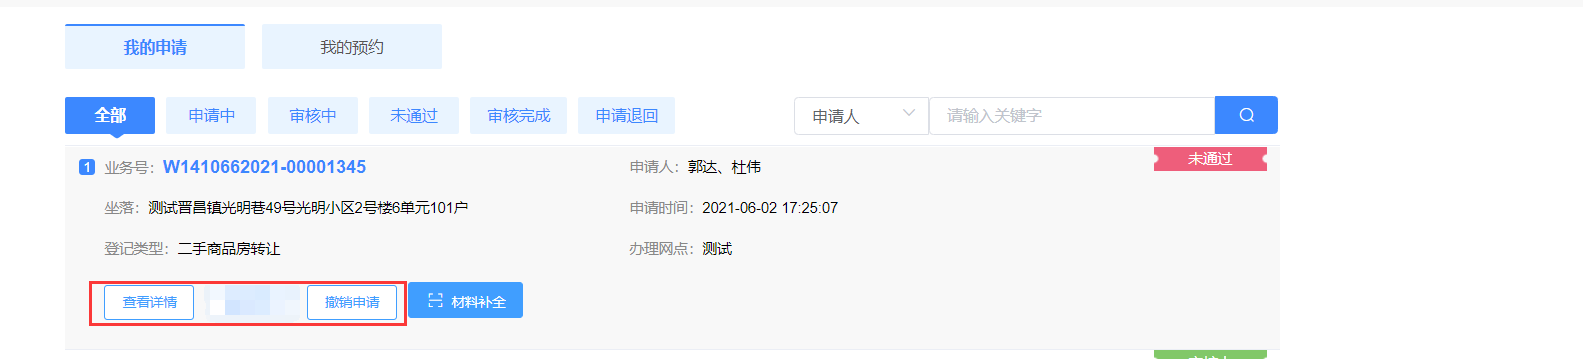 我的申请 我的预约
全部 申请中 审核中 未通过 审核完成 申请退回 申请人 请输入关键字
1 业务号：W1410662021-00001345 申请人：郭达、杜伟 未通过
坐落：测试晋昌镇光明巷49号光明小区2号楼6单元101户 申请时间：2021-06-02 17:25:07
登记类型：二手商品房转让 办理网点：测试
查看详情 撤销申请 材料补全